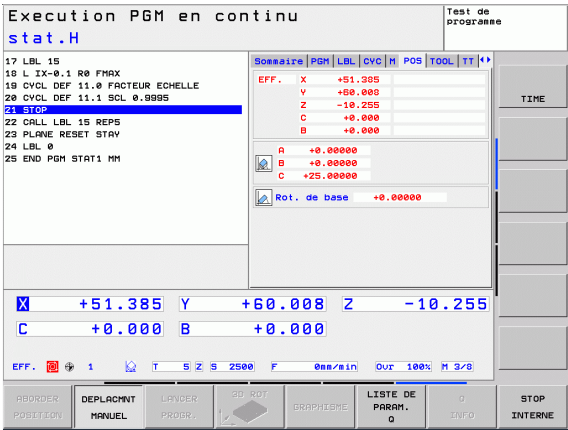 Execution PGM en continu
stat.H
Test de
programme
17 LBL 15
18 L IX-0.1 R0 FMAX
19 CYCL DEF 11.0 FACTEUR ECHELLE
20 CYCL DEF 11.1 SCL 0.9995
21 STOP
22 CALL LBL 15 REP5
23 PLANE RESET STAY
24 LBL 0
25 END PGM STAT1 MM
Sommaire PGM LBL CYC M POS TOOL TT
EFF. X +51.385
Y +60.008
Z -10.255
C +0.000
B +0.000
A +0.00000
B +0.00000
C +25.00000
Rot. de base +0.00000
TIME
X +51.385 Y +60.008 Z -10.255
C +0.000 B +0.000
EFF. 1 T 5 Z S 2500 F 0mm/min Ovr 100% M 3/8
ABORDER POSITION
DEPLACMNT MANUEL
LANCER PROGR.
3D ROT
GRAPHISME
LISTE DE PARAM. Q
Q INFO
STOP INTERNE